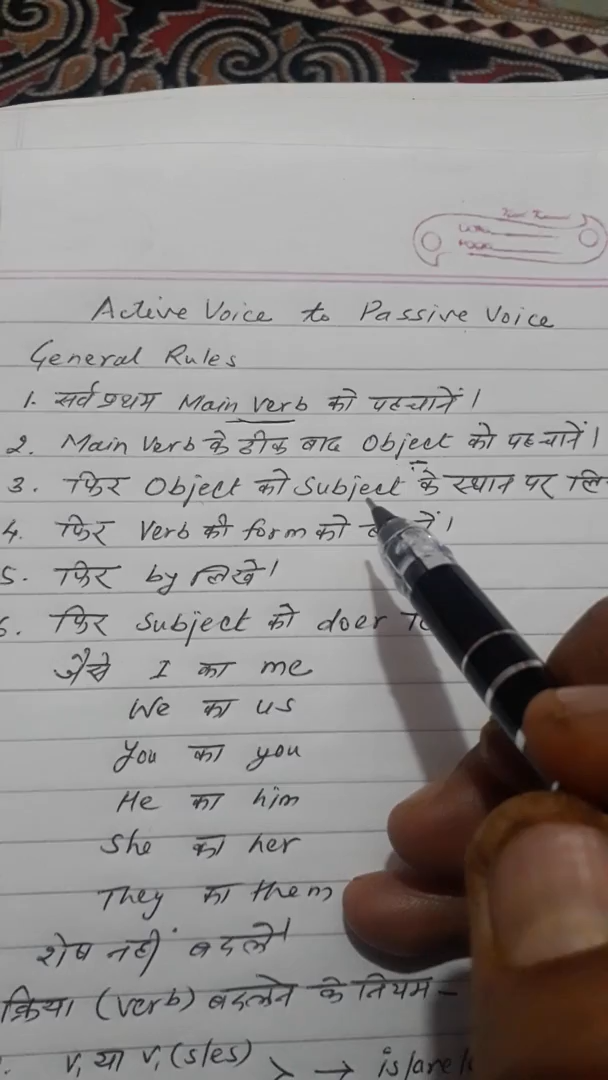 Active Voice to Passive Voice
General Rules
1. सर्व प्रथम Main verb को पहचानें।
2. Main Verb के ठीक बाद Object को पहचानें।
3. फिर Object को Subject के स्थान पर
4. फिर Verb की form को
5. फिर by लिखें।
6. फिर Subject को doer
जैसे I का me
We का us
You का you
He का him
She का her
They का them
शेष नहीं बदले।
क्रिया (verb) बदलने के नियम -
V₁ या V₁ (s/es) → is/are/